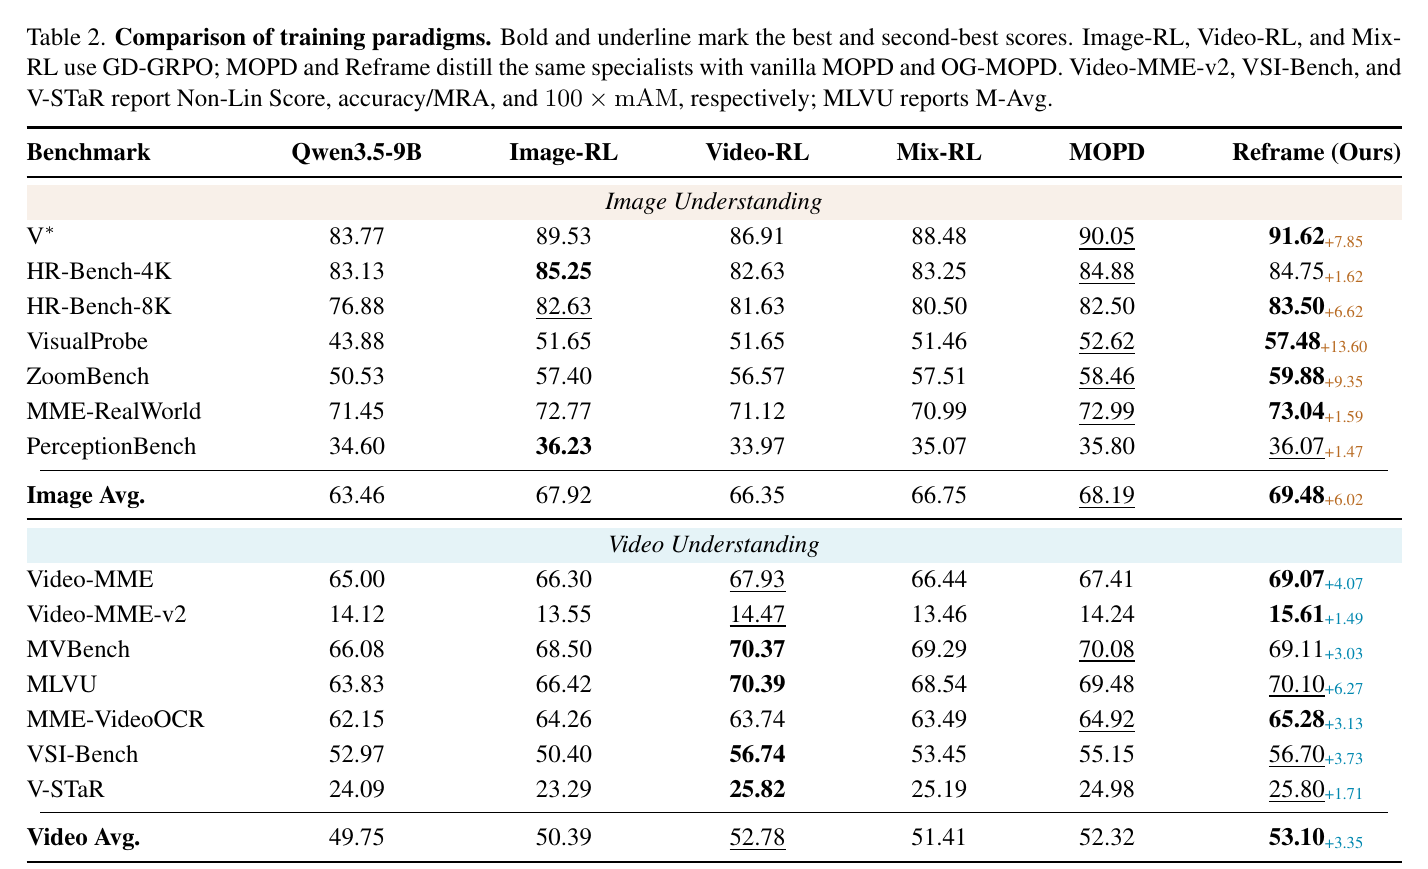 Table 2. Comparison of training paradigms. Bold and underline mark the best and second-best scores. Image-RL, Video-RL, and Mix-
RL use GD-GRPO; MOPD and Reframe distill the same specialists with vanilla MOPD and OG-MOPD. Video-MME-v2, VSI-Bench, and
V-STaR report Non-Lin Score, accuracy/MRA, and 100 × mAM, respectively; MLVU reports M-Avg.
Benchmark Qwen3.5-9B Image-RL Video-RL Mix-RL MOPD Reframe (Ours)
Image Understanding
V* 83.77 89.53 86.91 88.48 90.05 91.62+7.85
HR-Bench-4K 83.13 85.25 82.63 83.25 84.88 84.75+1.62
HR-Bench-8K 76.88 82.63 81.63 80.50 82.50 83.50+6.62
VisualProbe 43.88 51.65 51.65 51.46 52.62 57.48+13.60
ZoomBench 50.53 57.40 56.57 57.51 58.46 59.88+9.35
MME-RealWorld 71.45 72.77 71.12 70.99 72.99 73.04+1.59
PerceptionBench 34.60 36.23 33.97 35.07 35.80 36.07+1.47
Image Avg. 63.46 67.92 66.35 66.75 68.19 69.48+6.02
Video Understanding
Video-MME 65.00 66.30 67.93 66.44 67.41 69.07+4.07
Video-MME-v2 14.12 13.55 14.47 13.46 14.24 15.61+1.49
MVBench 66.08 68.50 70.37 69.29 70.08 69.11+3.03
MLVU 63.83 66.42 70.39 68.54 69.48 70.10+6.27
MME-VideoOCR 62.15 64.26 63.74 63.49 64.92 65.28+3.13
VSI-Bench 52.97 50.40 56.74 53.45 55.15 56.70+3.73
V-STaR 24.09 23.29 25.82 25.19 24.98 25.80+1.71
Video Avg. 49.75 50.39 52.78 51.41 52.32 53.10+3.35